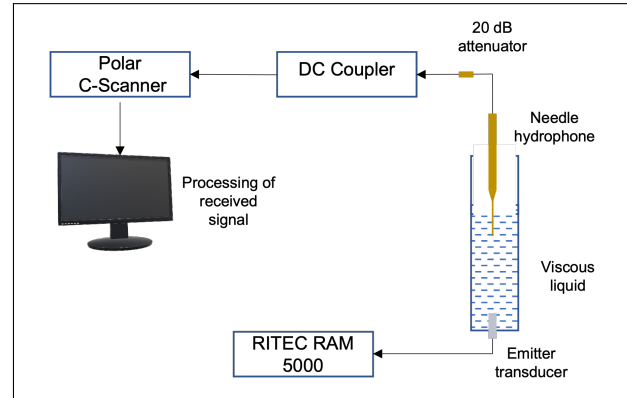 20 dB
attenuator
Polar
C-Scanner
DC Coupler
Needle
hydrophone
Processing of
received
signal
Viscous
liquid
RITEC RAM
5000
Emitter
transducer